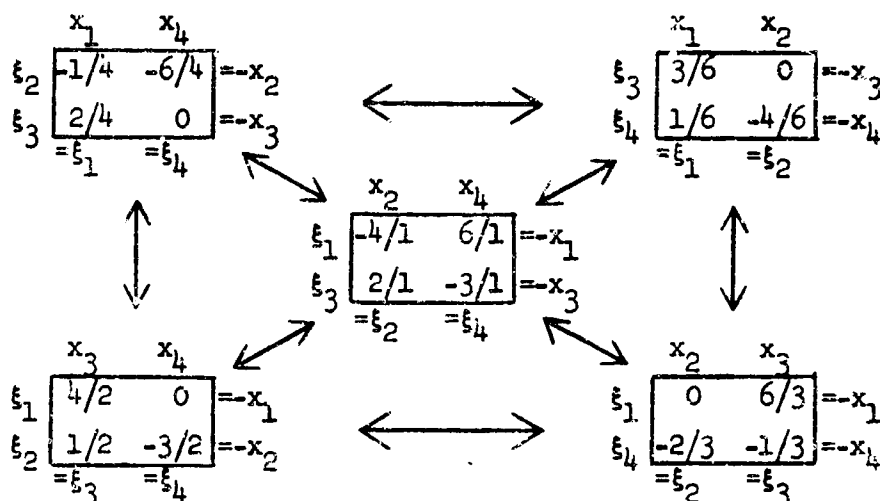 x₁ x₄
ξ₂ -1/4 -6/4 =-x₂
ξ₃ 2/4 0 =-x₃
=ξ₁ =ξ₄
x₁ x₂
ξ₃ 3/6 0 =-x₃
ξ₄ 1/6 -4/6 =-x₄
=ξ₁ =ξ₂
x₂ x₄
ξ₁ -4/1 6/1 =-x₁
ξ₃ 2/1 -3/1 =-x₃
=ξ₂ =ξ₄
x₃ x₄
ξ₁ 4/2 0 =-x₁
ξ₂ 1/2 -3/2 =-x₂
=ξ₃ =ξ₄
x₂ x₃
ξ₁ 0 6/3 =-x₁
ξ₄ -2/3 -1/3 =-x₄
=ξ₂ =ξ₃